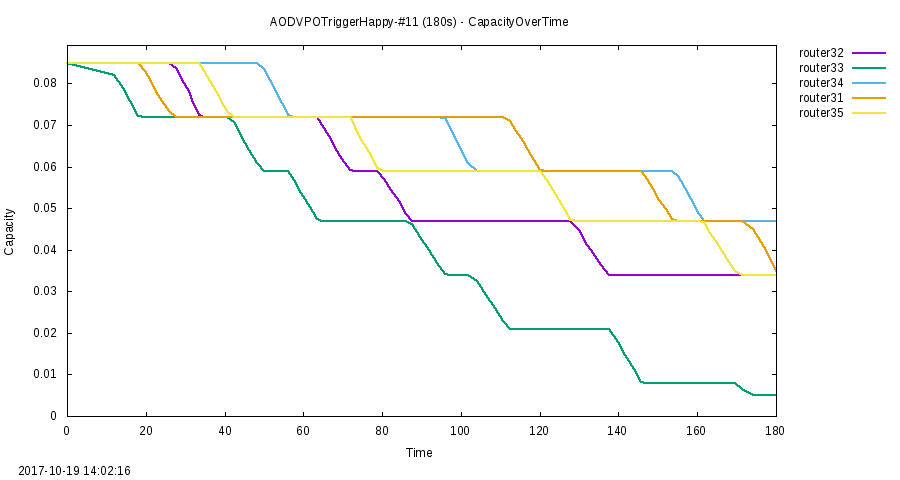 AODVPOTriggerHappy-#11 (180s) - CapacityOverTime
router32
router33
router34
router31
router35
0.08
0.07
0.06
0.05
0.04
0.03
0.02
0.01
0
Capacity
0 20 40 60 80 100 120 140 160 180
Time
2017-10-19 14:02:16